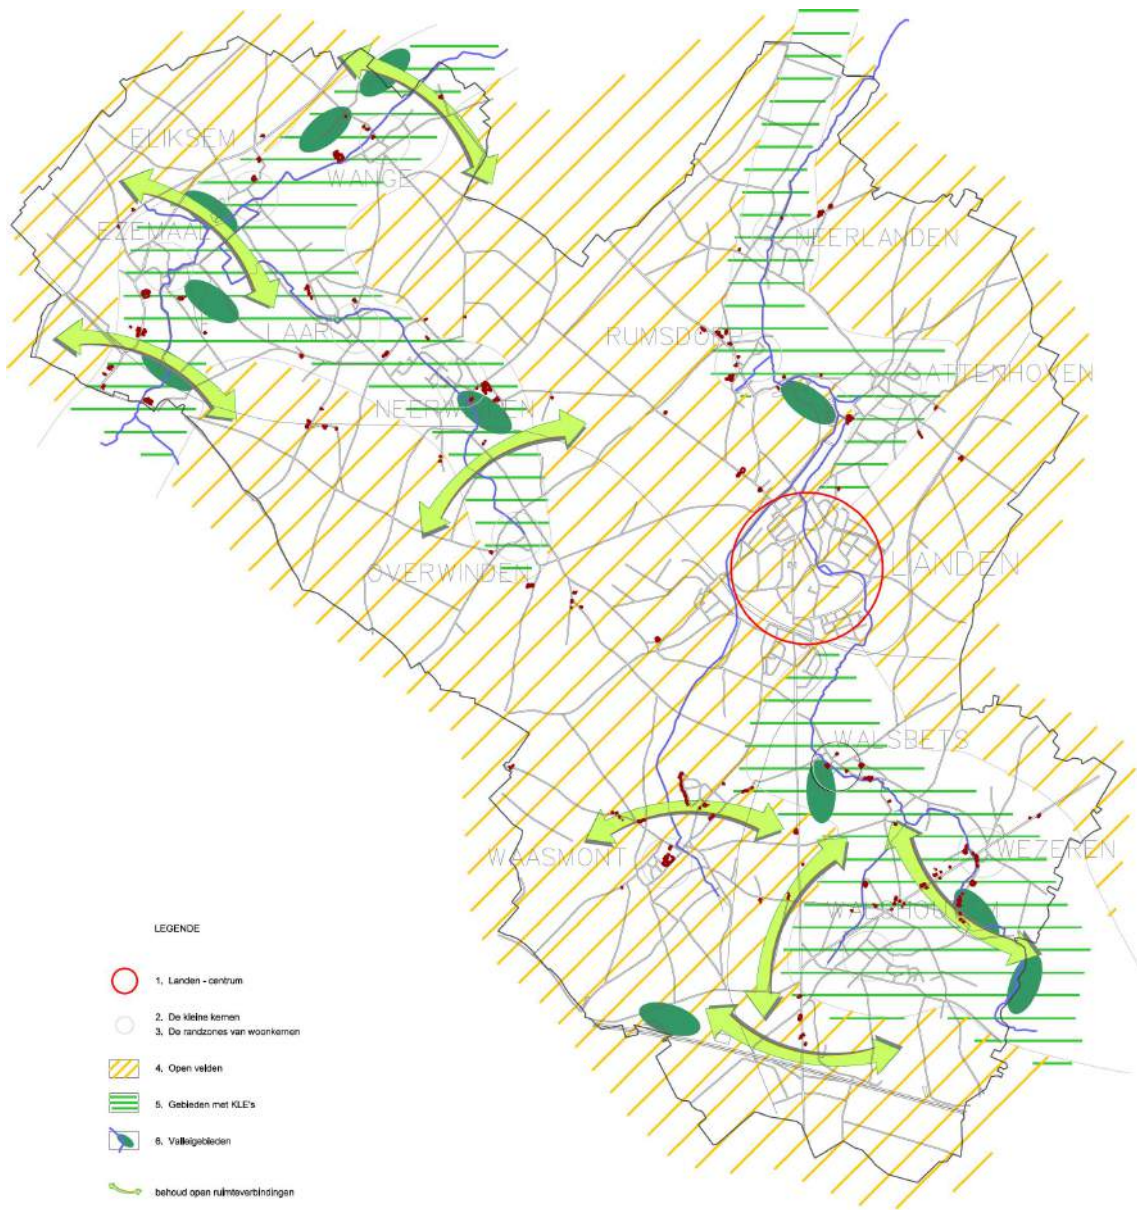 ELIKSEM
WANGE
EZEMAAL
NEERLANDEN
LAAR
RUMSDORP
ATTENHOVEN
NEERWINDEN
OVERWINDEN
LANDEN
WALSBETS
WAASMONT
WEZEREN
WALSHOUTEM
LEGENDE
1. Landen - centrum
2. De kleine kernen
3. De randzones van woonkernen
4. Open velden
5. Gebieden met KLE's
6. Valleigebieden
behoud open ruimteverbindingen